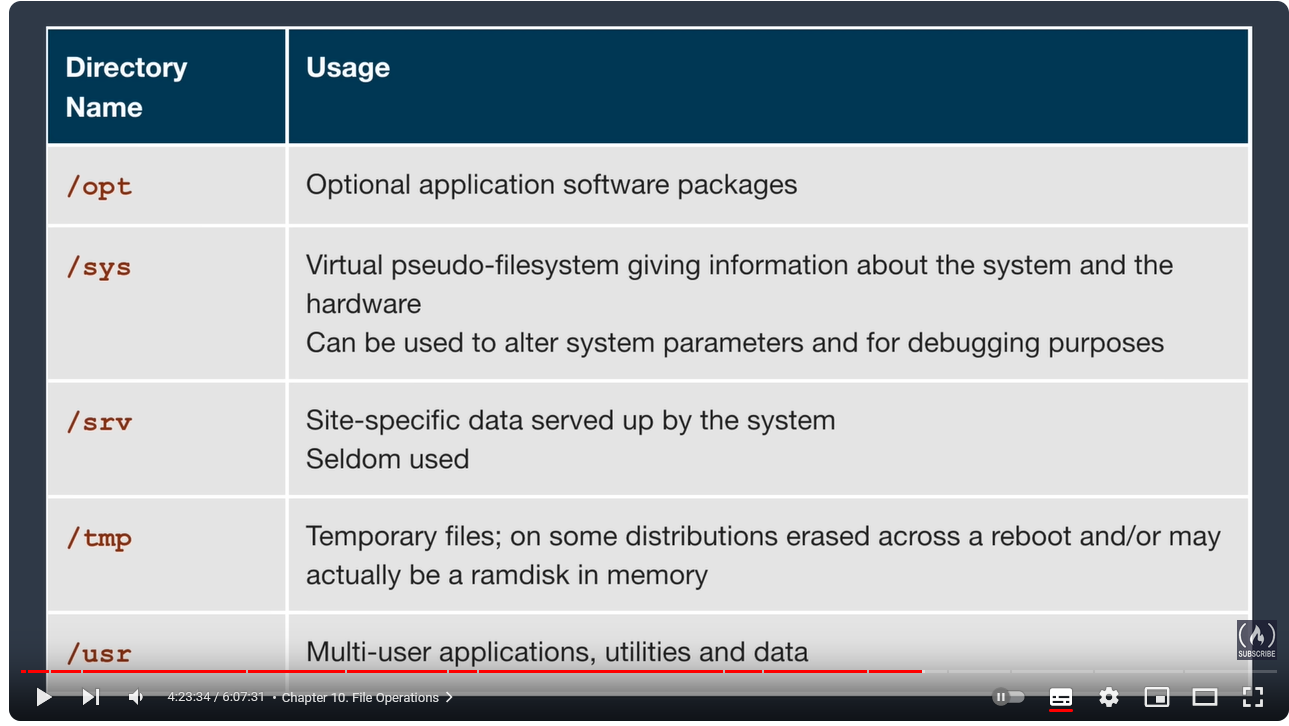 Directory
Name
Usage
/opt
Optional application software packages
/sys
Virtual pseudo-filesystem giving information about the system and the
hardware
Can be used to alter system parameters and for debugging purposes
/srv
Site-specific data served up by the system
Seldom used
/tmp
Temporary files; on some distributions erased across a reboot and/or may
actually be a ramdisk in memory
/usr
Multi-user applications, utilities and data
SUBSCRIBE
4:23:34 / 6:07:31 • Chapter 10. File Operations